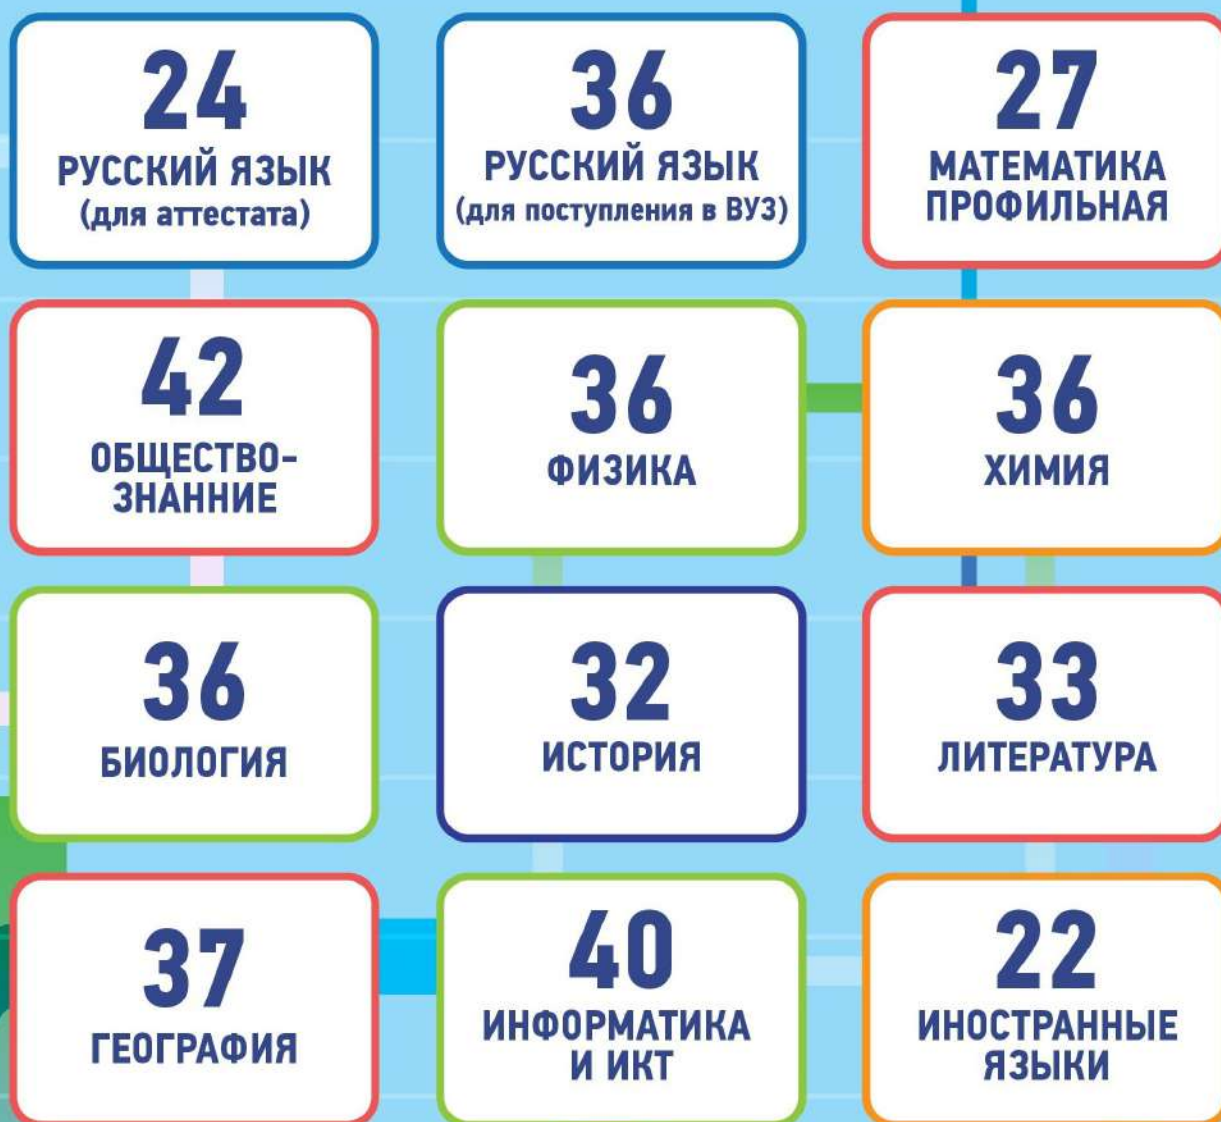 24
РУССКИЙ ЯЗЫК
(для аттестата)
36
РУССКИЙ ЯЗЫК
(для поступления в ВУЗ)
27
МАТЕМАТИКА
ПРОФИЛЬНАЯ
42
ОБЩЕСТВО-
ЗНАННИЕ
36
ФИЗИКА
36
ХИМИЯ
36
БИОЛОГИЯ
32
ИСТОРИЯ
33
ЛИТЕРАТУРА
37
ГЕОГРАФИЯ
40
ИНФОРМАТИКА
И ИКТ
22
ИНОСТРАННЫЕ
ЯЗЫКИ